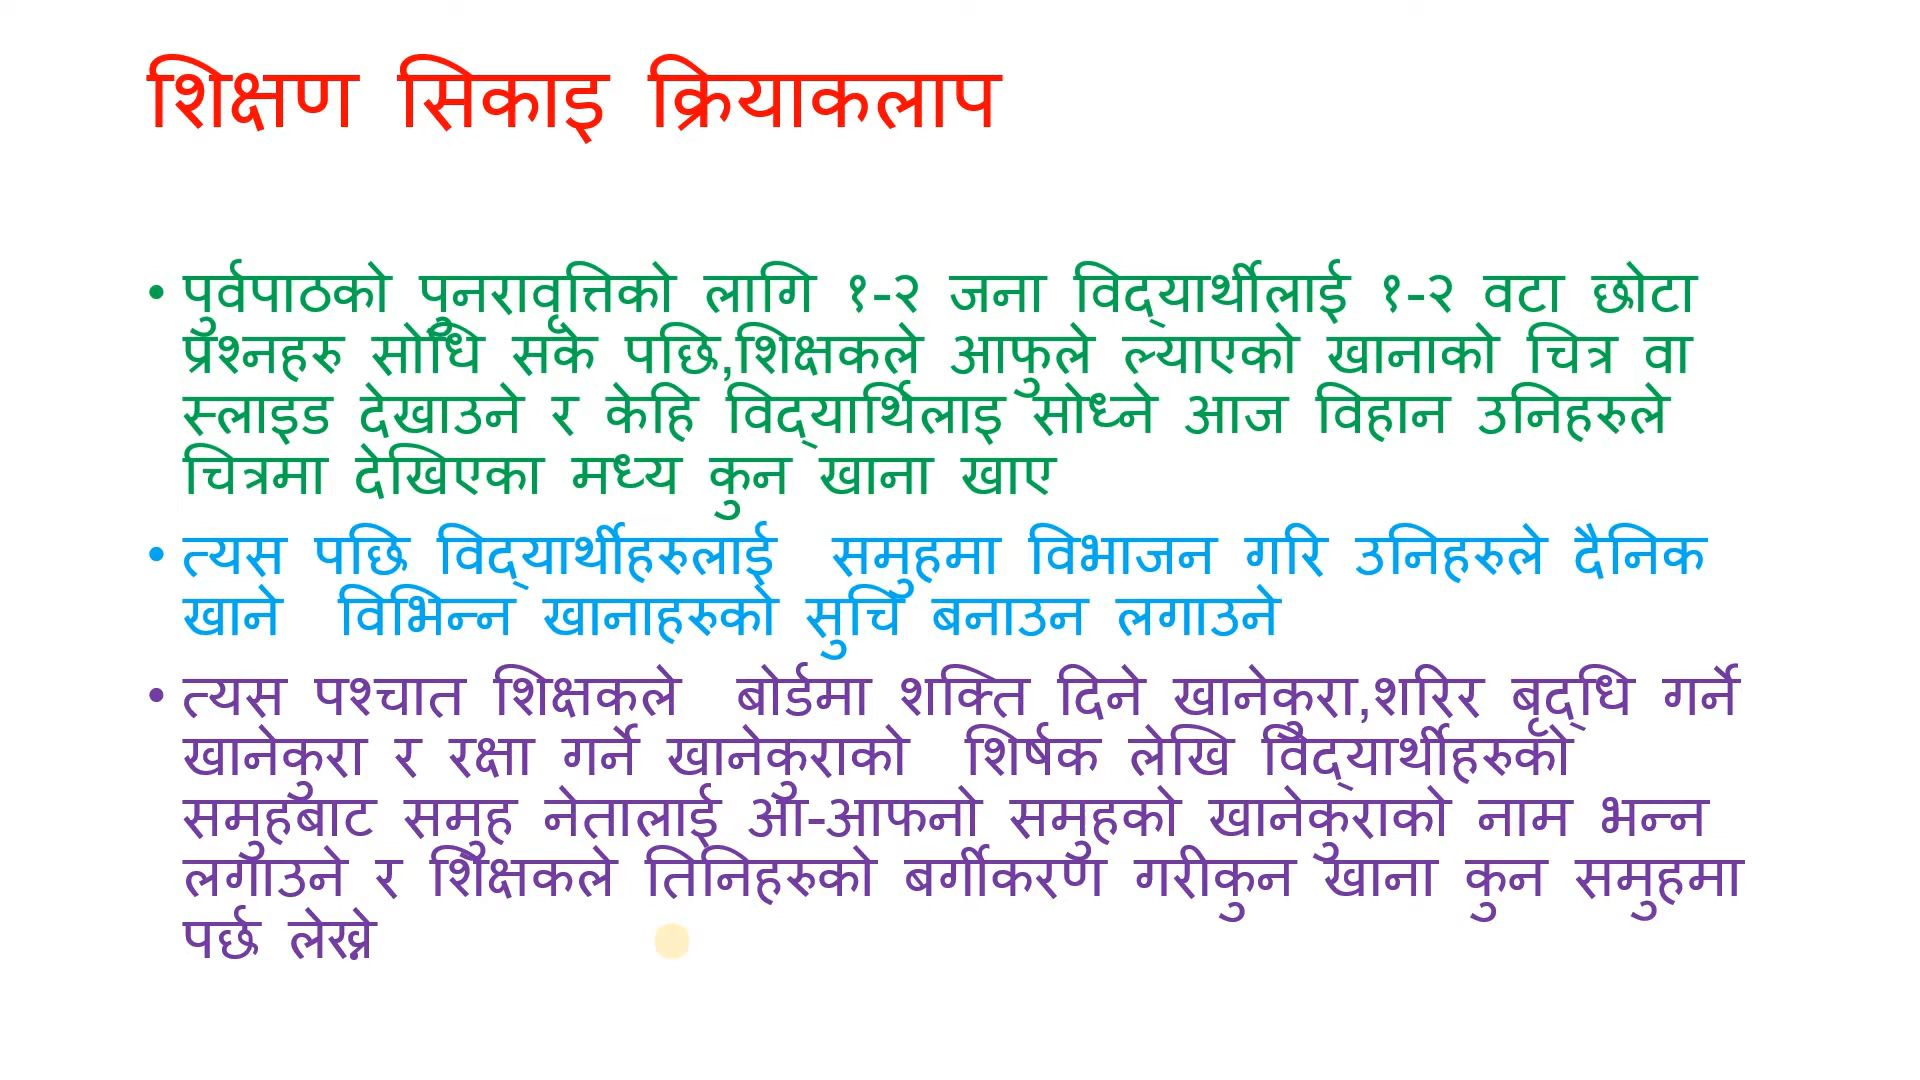 शिक्षण सिकाइ क्रियाकलाप
• पुर्वपाठको पुनरावृत्तिको लागि १-२ जना विद्यार्थीलाई १-२ वटा छोटा
प्रश्नहरु सोधि सके पछि,शिक्षकले आफुले ल्याएको खानाको चित्र वा
स्लाइड देखाउने र केहि विद्यार्थिलाइ सोध्ने आज विहान उनिहरुले
चित्रमा देखिएका मध्य कुन खाना खाए
• त्यस पछि विद्यार्थीहरुलाई समुहमा विभाजन गरि उनिहरुले दैनिक
खाने विभिन्न खानाहरुको सुचि बनाउन लगाउने
• त्यस पश्चात शिक्षकले बोर्डमा शक्ति दिने खानेकुरा,शरिर बृद्धि गर्ने
खानेकुरा र रक्षा गर्ने खानेकुराको शिर्षक लेखि विद्यार्थीहरुको
समुहबाट समुह नेतालाई आ-आफनो समुहको खानेकुराको नाम भन्न
लगाउने र शिक्षकले तिनिहरुको बर्गीकरण गरीकुन खाना कुन समुहमा
पर्छ लेख्ने